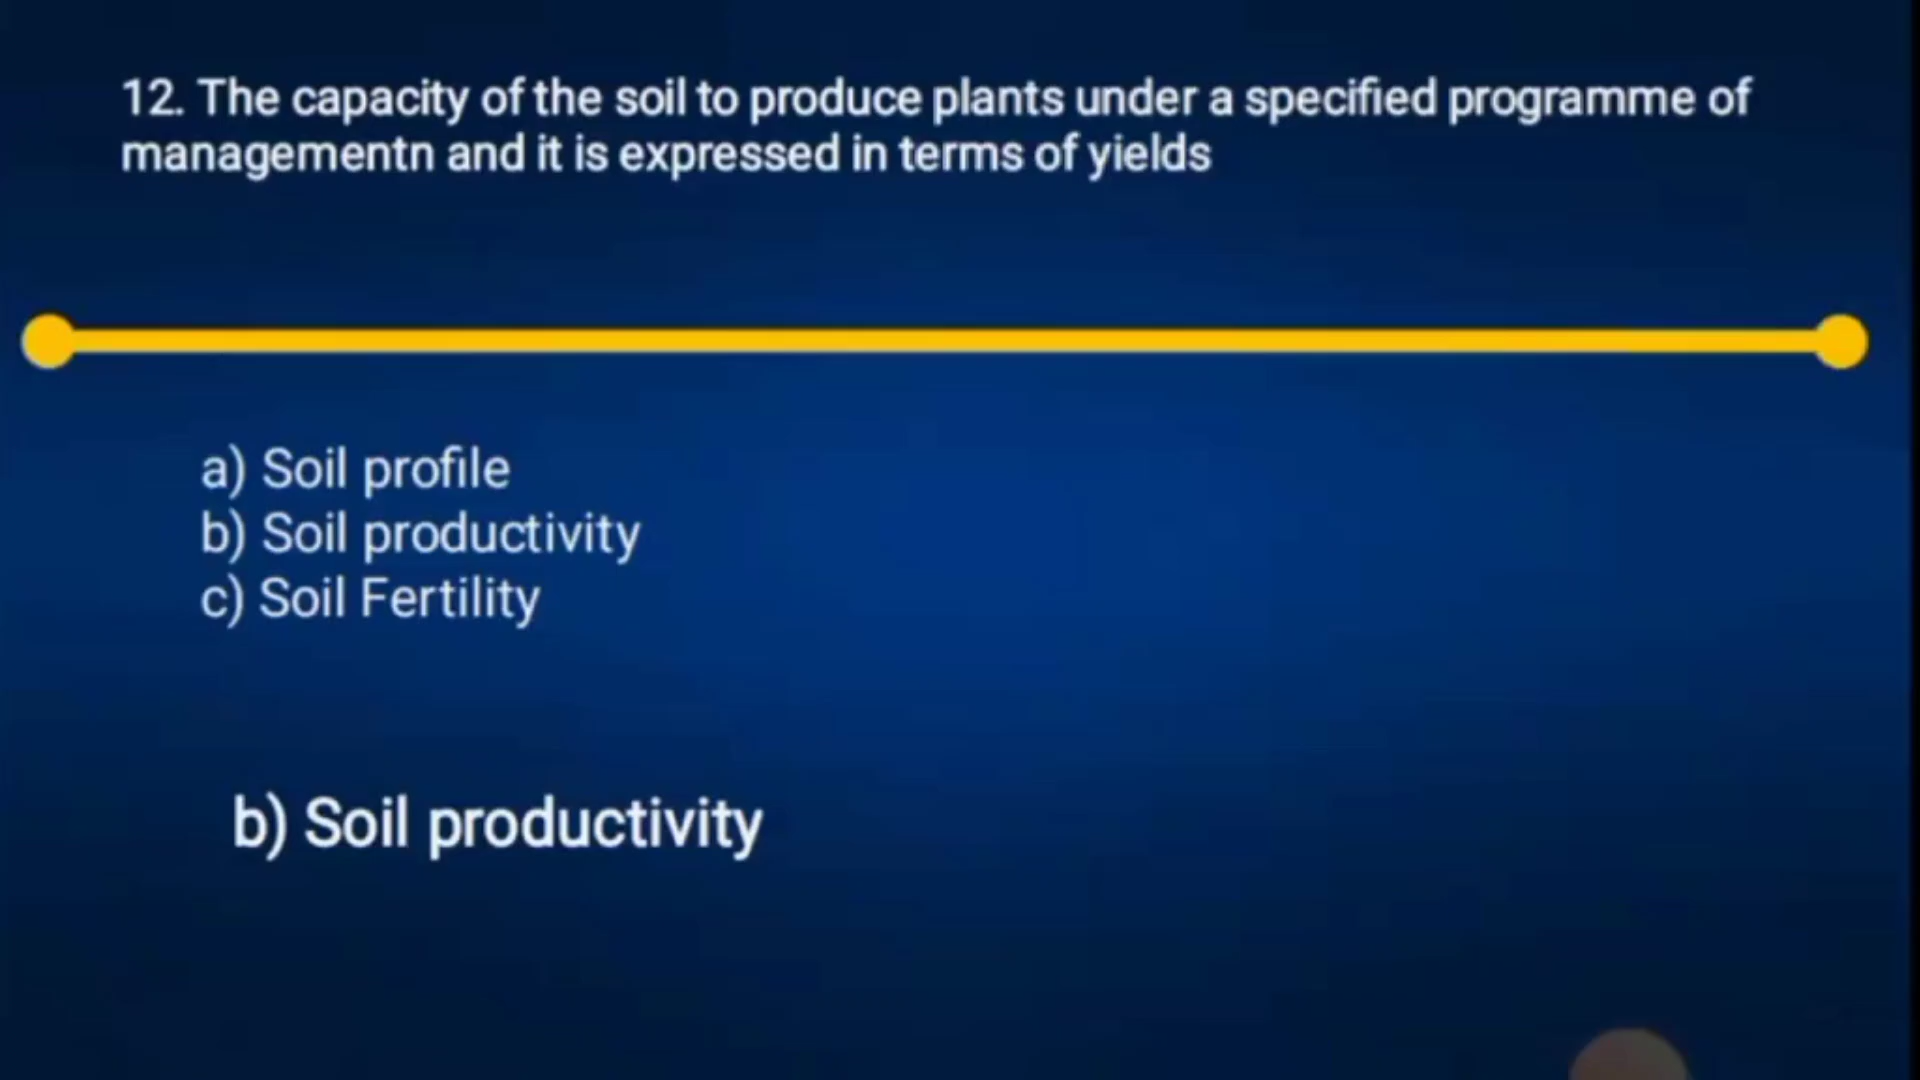 12. The capacity of the soil to produce plants under a specified programme of
managementn and it is expressed in terms of yields
a) Soil profile
b) Soil productivity
c) Soil Fertility
b) Soil productivity